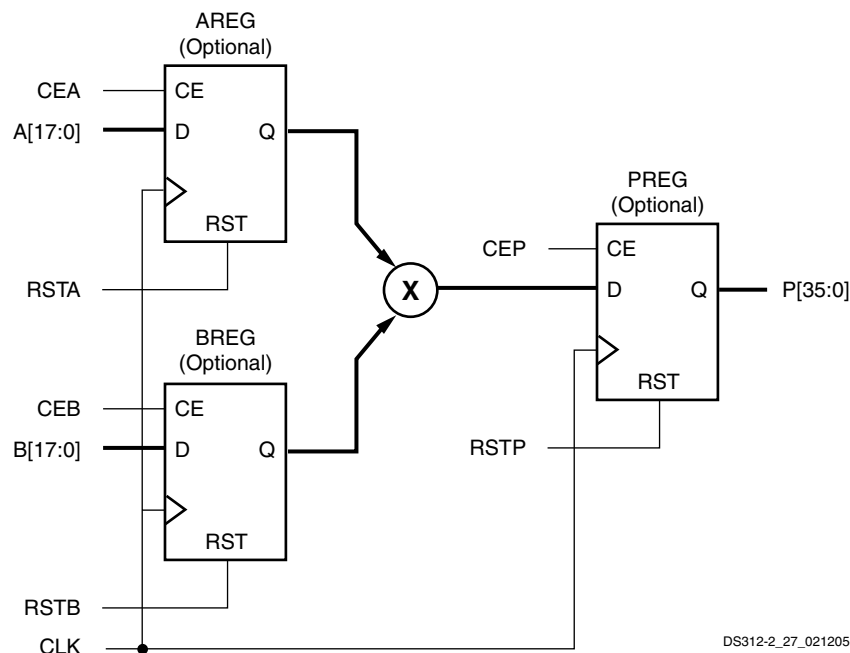 AREG
(Optional)
CEA
CE
A[17:0]
D
Q
RST
RSTA
PREG
(Optional)
CEP
CE
D
Q
P[35:0]
X
RST
RSTP
BREG
(Optional)
CEB
CE
B[17:0]
D
Q
RST
RSTB
CLK
DS312-2_27_021205